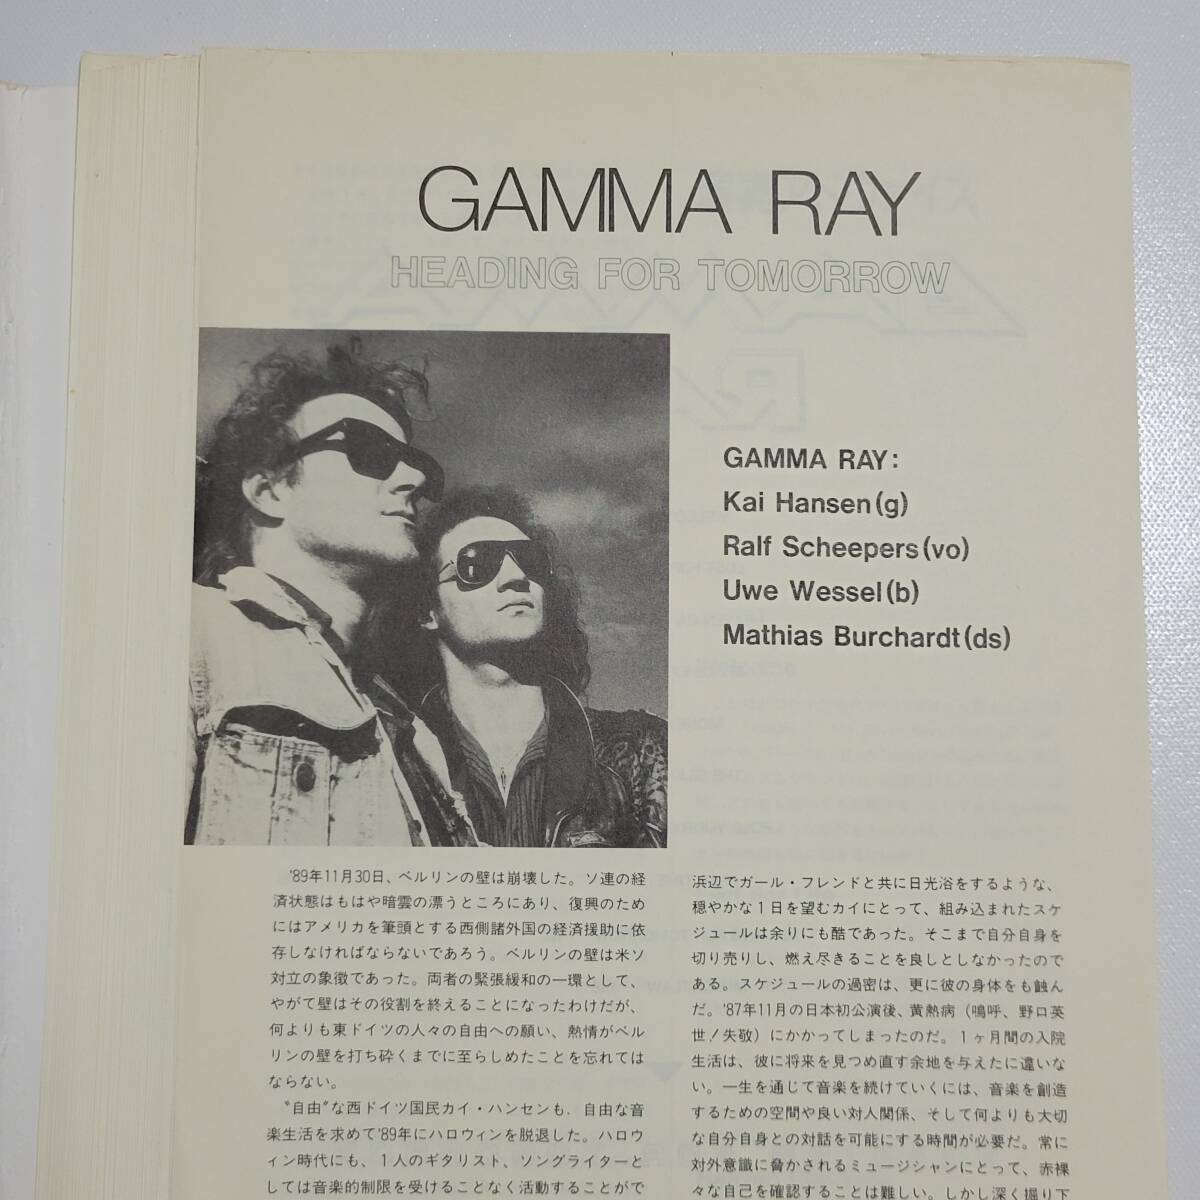 GAMMA RAY
HEADING FOR TOMORROW
GAMMA RAY:
Kai Hansen(g)
Ralf Scheepers(vo)
Uwe Wessel(b)
Mathias Burchardt(ds)
'89年11月30日、ベルリンの壁は崩壊した。ソ連の経
済状態はもはや暗雲の漂うところにあり、復興のため
にはアメリカを筆頭とする西側諸外国の経済援助に依
存しなければならないであろう。ベルリンの壁は米ソ
対立の象徴であった。両者の緊張緩和の一環として、
やがて壁はその役割を終えることになったわけだが、
何よりも東ドイツの人々の自由への願い、熱情がベル
リンの壁を打ち砕くまでに至らしめたことを忘れては
ならない。
“自由”な西ドイツ国民カイ・ハンセンも、自由な音
楽生活を求めて'89年にハロウィンを脱退した。ハロウ
ィン時代にも、1人のギタリスト、ソングライターと
しては音楽的制限を受けることなく活動することがで
浜辺でガール・フレンドと共に日光浴をするような、
穏やかな1日を望むカイにとって、組み込まれたスケ
ジュールは余りにも酷であった。そこまで自分自身を
切り売りし、燃え尽きることを良しとしなかったので
ある。スケジュールの過密は、更に彼の身体をも蝕ん
だ。'87年11月の日本初公演後、黄熱病（嗚呼、野口英
世！失敬）にかかってしまったのだ。1ヶ月間の入院
生活は、彼に将来を見つめ直す余地を与えたに違いな
い。一生を通じて音楽を続けていくには、音楽を創造
するための空間や良い対人関係、そして何よりも大切
な自分自身との対話を可能にする時間が必要だ。常に
対外意識に脅かされるミュージシャンにとって、赤裸
々な自己を確認することは難しい。しかし深く掘り下